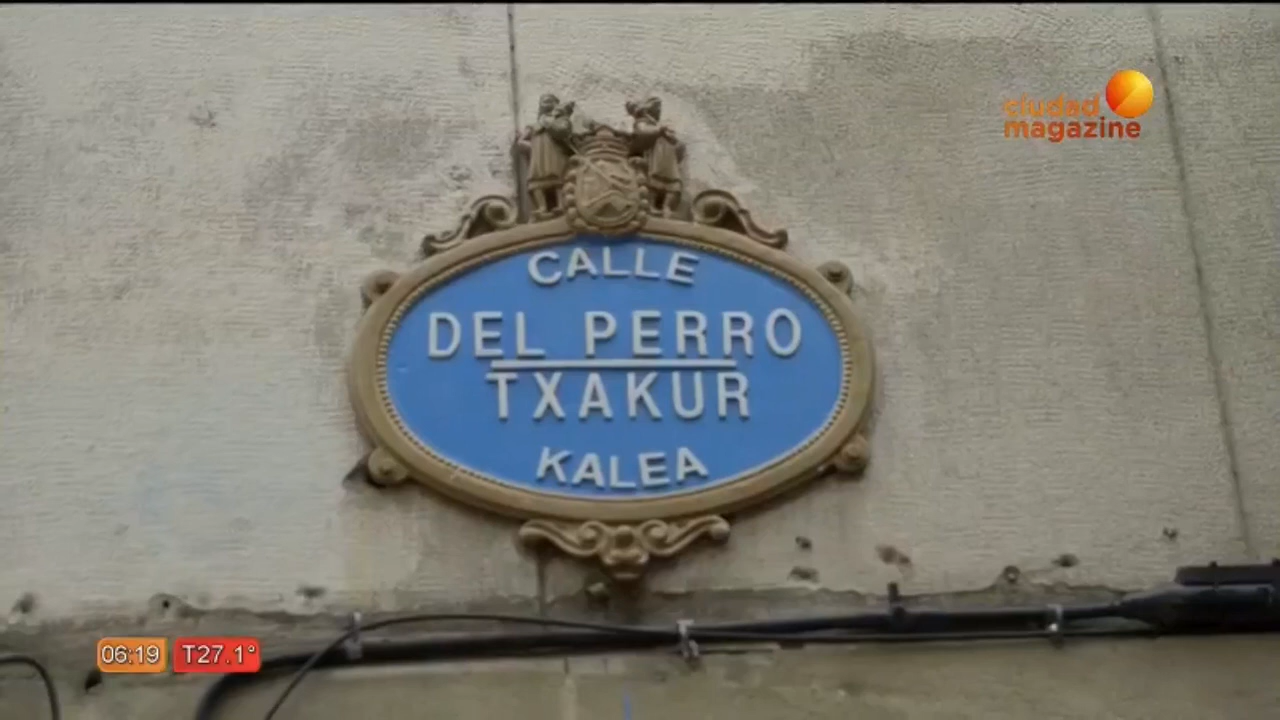 ciudad
magazine
CALLE
DEL PERRO
TXAKUR
KALEA
06:19 T27.1°